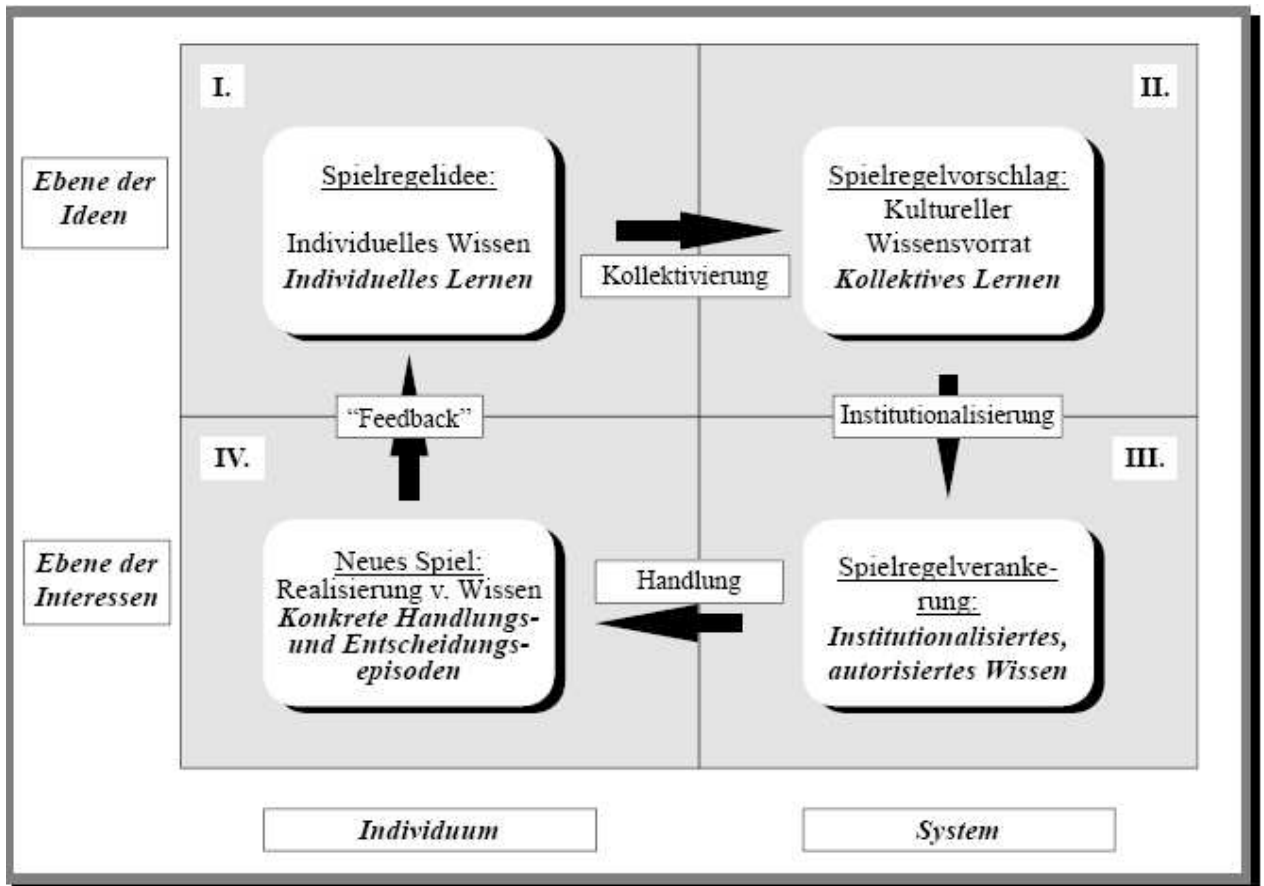 I.
II.
Ebene der
Ideen
Spielregelidee:
Individuelles Wissen
Individuelles Lernen
Kollektivierung
Spielregelvorschlag:
Kultureller
Wissensvorrat
Kollektives Lernen
“Feedback”
Institutionalisierung
IV.
III.
Ebene der
Interessen
Neues Spiel:
Realisierung v. Wissen
Konkrete Handlungs-
und Entscheidungs-
episoden
Handlung
Spielregelveranke-
rung:
Institutionalisiertes,
autorisiertes Wissen
Individuum
System